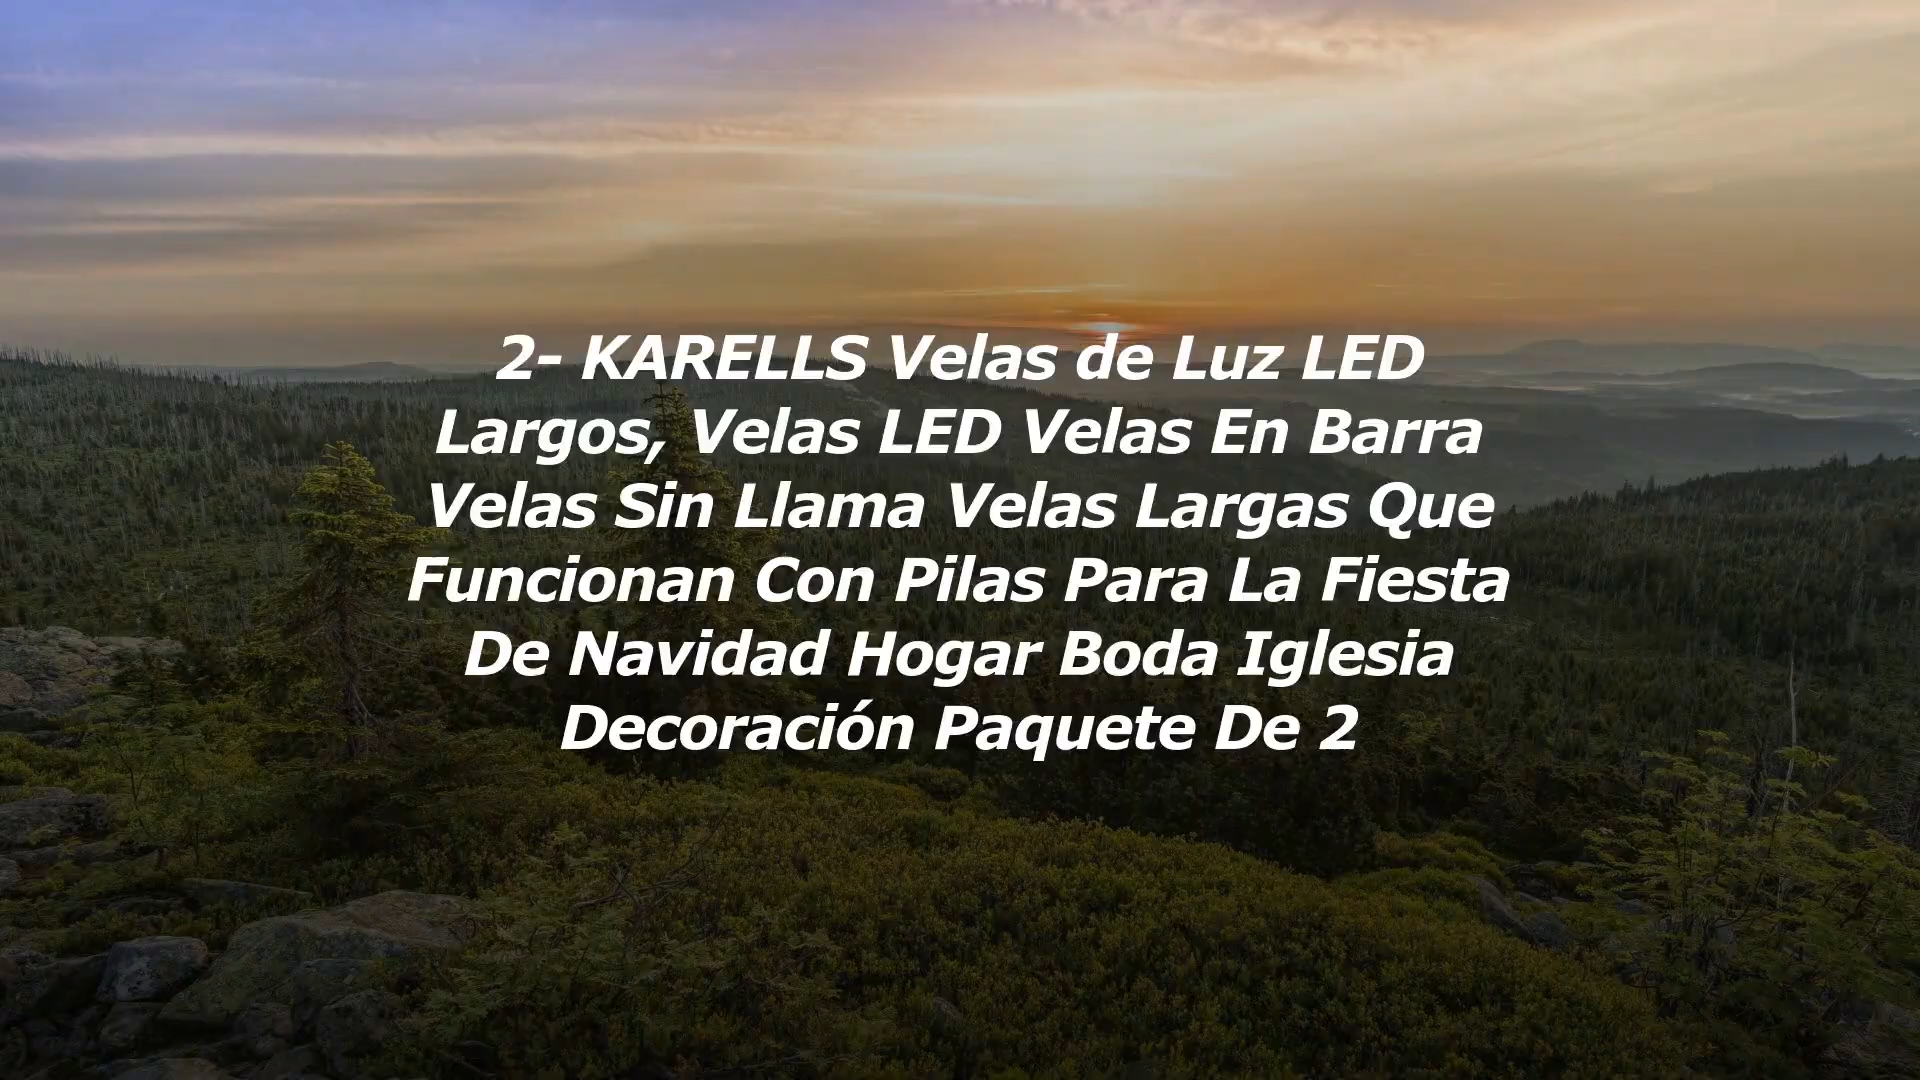 2- KARELLS Velas de Luz LED
Largos, Velas LED Velas En Barra
Velas Sin Llama Velas Largas Que
Funcionan Con Pilas Para La Fiesta
De Navidad Hogar Boda Iglesia
Decoración Paquete De 2